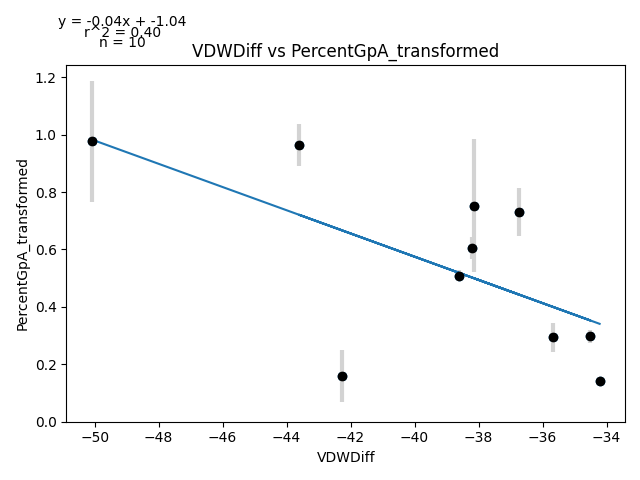 y = -0.04x + -1.04
r^2 = 0.40
n = 10
VDWDiff vs PercentGpA_transformed
1.2
1.0
0.8
0.6
0.4
0.2
0.0
PercentGpA_transformed
−50
−48
−46
−44
−42
−40
−38
−36
−34
VDWDiff